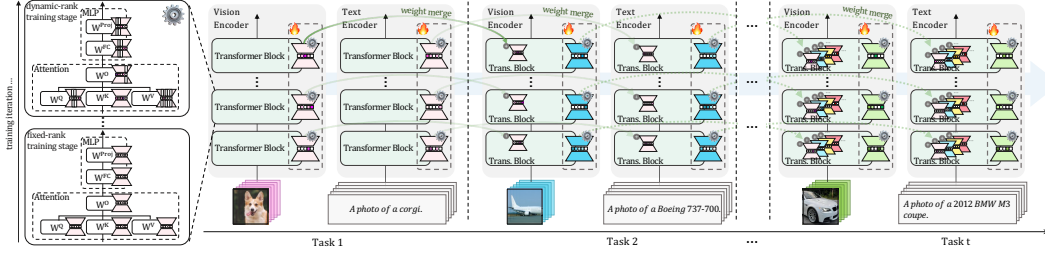 training iteration...
dynamic-rank
training stage
MLP
W^Proj
W^FC
Attention
W^O
W^Q
W^K
W^V
fixed-rank
training stage
MLP
W^Proj
W^FC
Attention
W^O
W^Q
W^K
W^V
Vision
Encoder
Text
Encoder
weight merge
Vision
Encoder
Text
Encoder
weight merge
...
Vision
Encoder
Text
Encoder
weight merge
Transformer Block
Transformer Block
Trans. Block
Trans. Block
Trans. Block
Trans. Block
Transformer Block
Transformer Block
Trans. Block
Trans. Block
Trans. Block
Trans. Block
Transformer Block
Transformer Block
Trans. Block
Trans. Block
Trans. Block
Trans. Block
A photo of a corgi.
A photo of a Boeing 737-700.
A photo of a 2012 BMW M3
coupe.
Task 1
Task 2
...
Task t